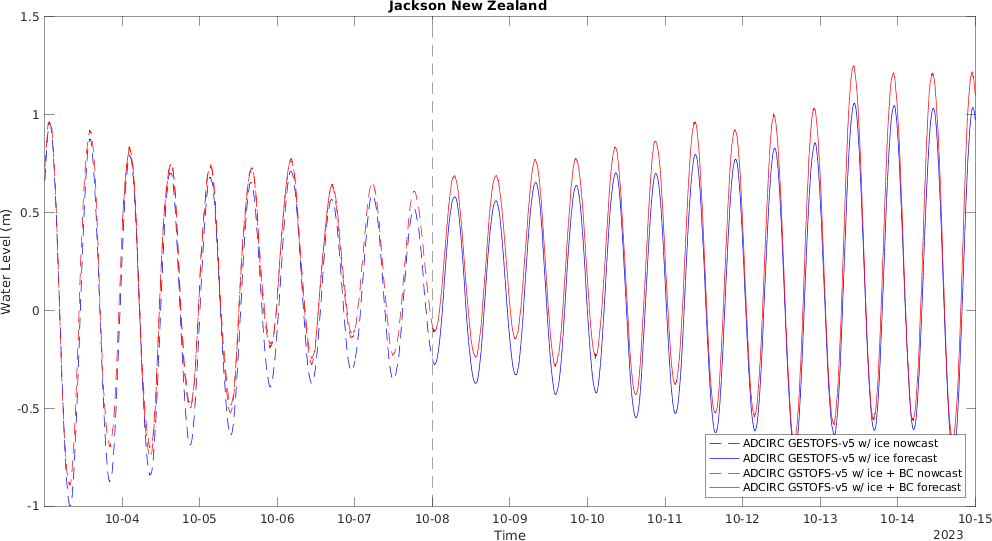 Jackson New Zealand
1.5
1
0.5
0
-0.5
-1
Water Level (m)
10-04 10-05 10-06 10-07 10-08 10-09 10-10 10-11 10-12 10-13 10-14 10-15
Time
2023
ADCIRC GESTOFS-v5 w/ ice nowcast
ADCIRC GESTOFS-v5 w/ ice forecast
ADCIRC GSTOFS-v5 w/ ice + BC nowcast
ADCIRC GSTOFS-v5 w/ ice + BC forecast